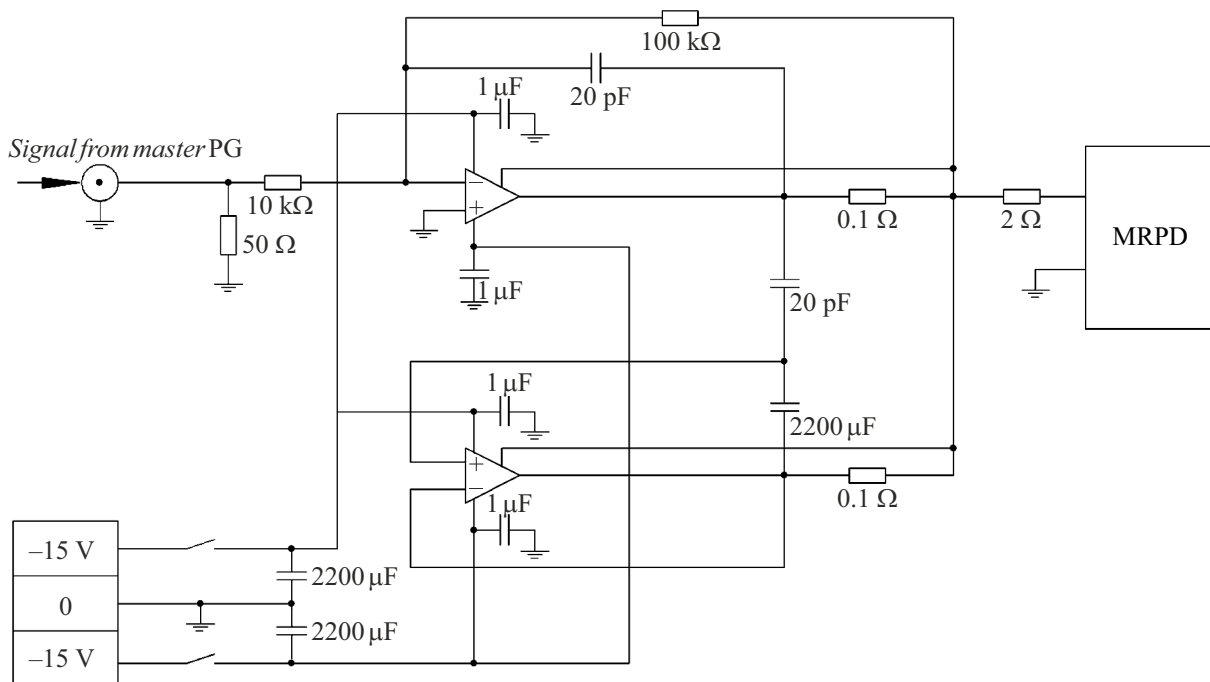 100 kΩ
20 pF
1 μF
Signal from master PG
−
+
10 kΩ
50 Ω
0.1 Ω
2 Ω
MRPD
1 μF
20 pF
1 μF
2200 μF
+
−
0.1 Ω
1 μF
–15 V
2200 μF
0
2200 μF
–15 V